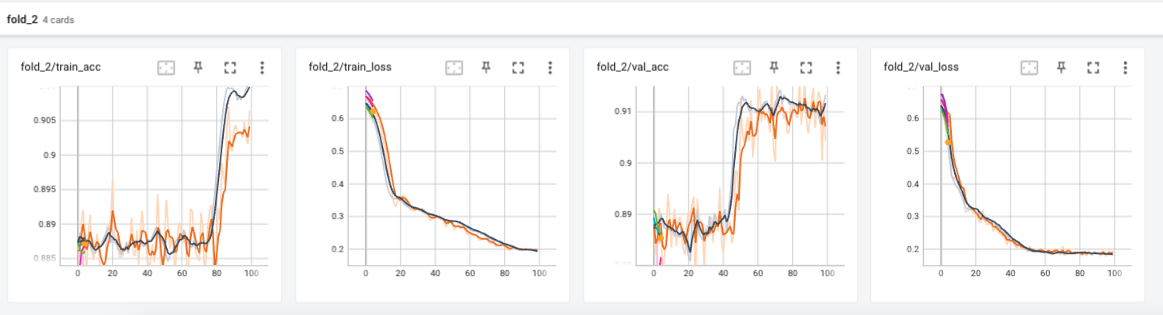 fold_2 4 cards
fold_2/train_acc
0.905
0.9
0.895
0.89
0.885
0 20 40 60 80 100
fold_2/train_loss
0.6
0.5
0.4
0.3
0.2
0 20 40 60 80 100
fold_2/val_acc
0.91
0.9
0.89
0 20 40 60 80 100
fold_2/val_loss
0.6
0.5
0.4
0.3
0.2
0 20 40 60 80 100